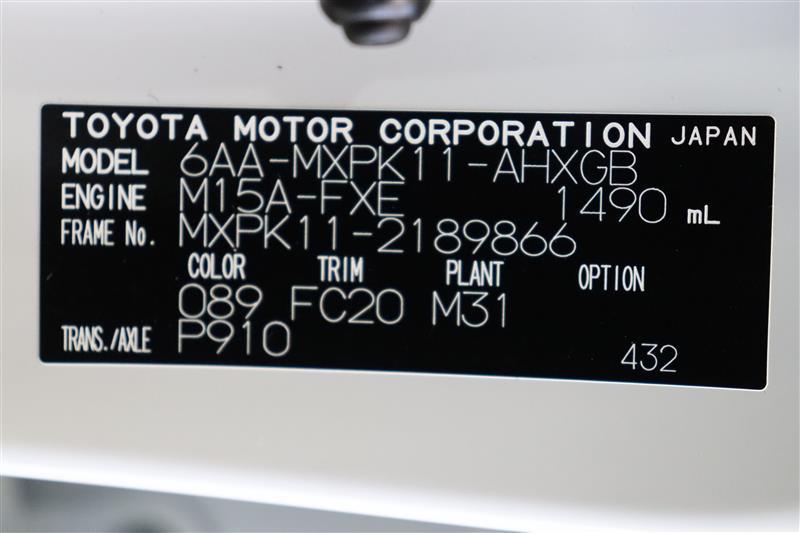 TOYOTA MOTOR CORPORATION JAPAN
MODEL 6AA-MXPK11-AHXGB
ENGINE M15A-FXE 1490 mL
FRAME No. MXPK11-2189866
COLOR TRIM PLANT OPTION
089 FC20 M31
TRANS./AXLE P910
432